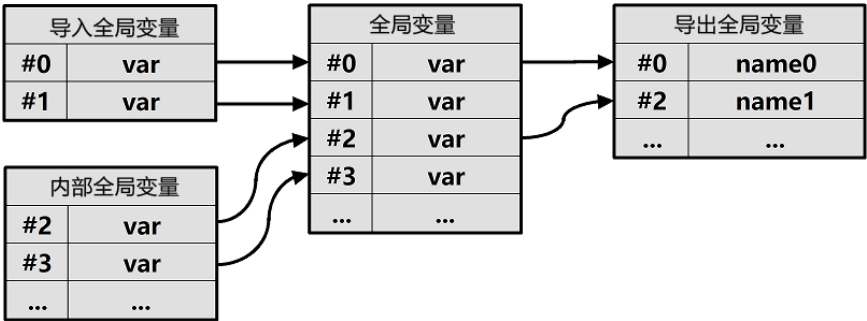 导入全局变量
#0 var
#1 var
内部全局变量
#2 var
#3 var
... ...
全局变量
#0 var
#1 var
#2 var
#3 var
... ...
导出全局变量
#0 name0
#2 name1
... ...